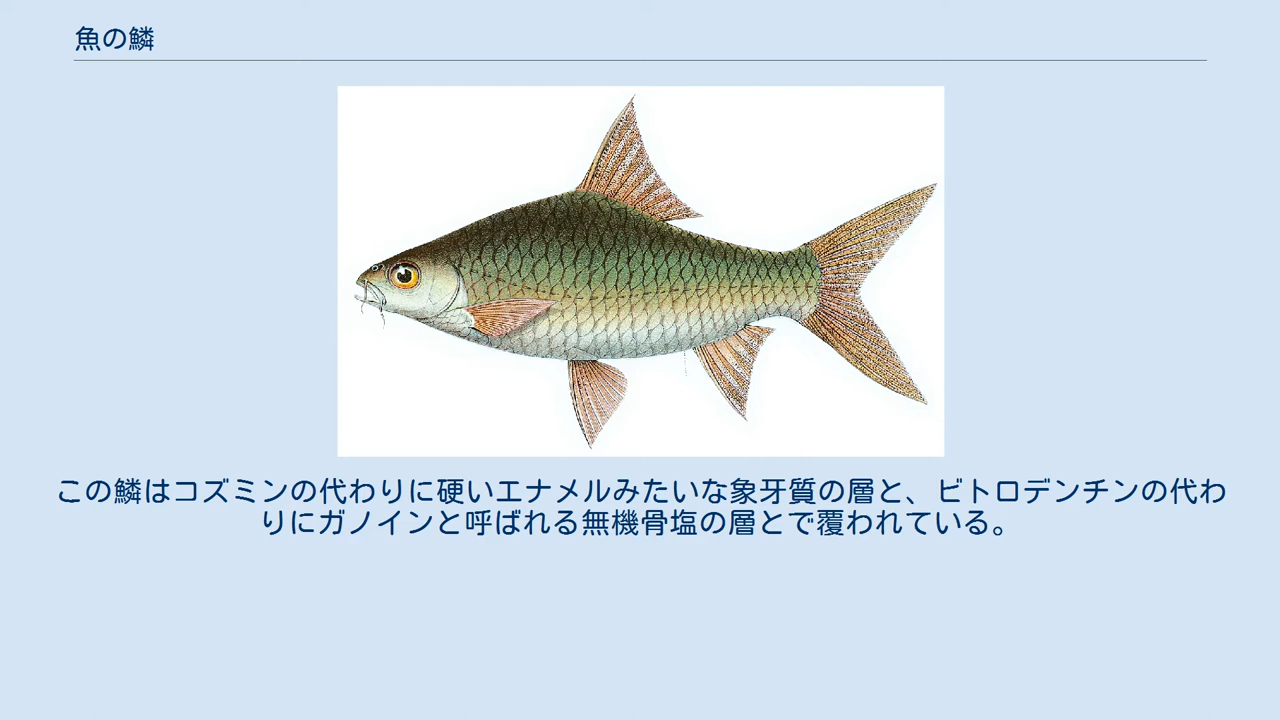 魚の鱗
この鱗はコズミンの代わりに硬いエナメルみたいな象牙質の層と、ビトロデンチンの代わ
りにガノインと呼ばれる無機骨塩の層とで覆われている。